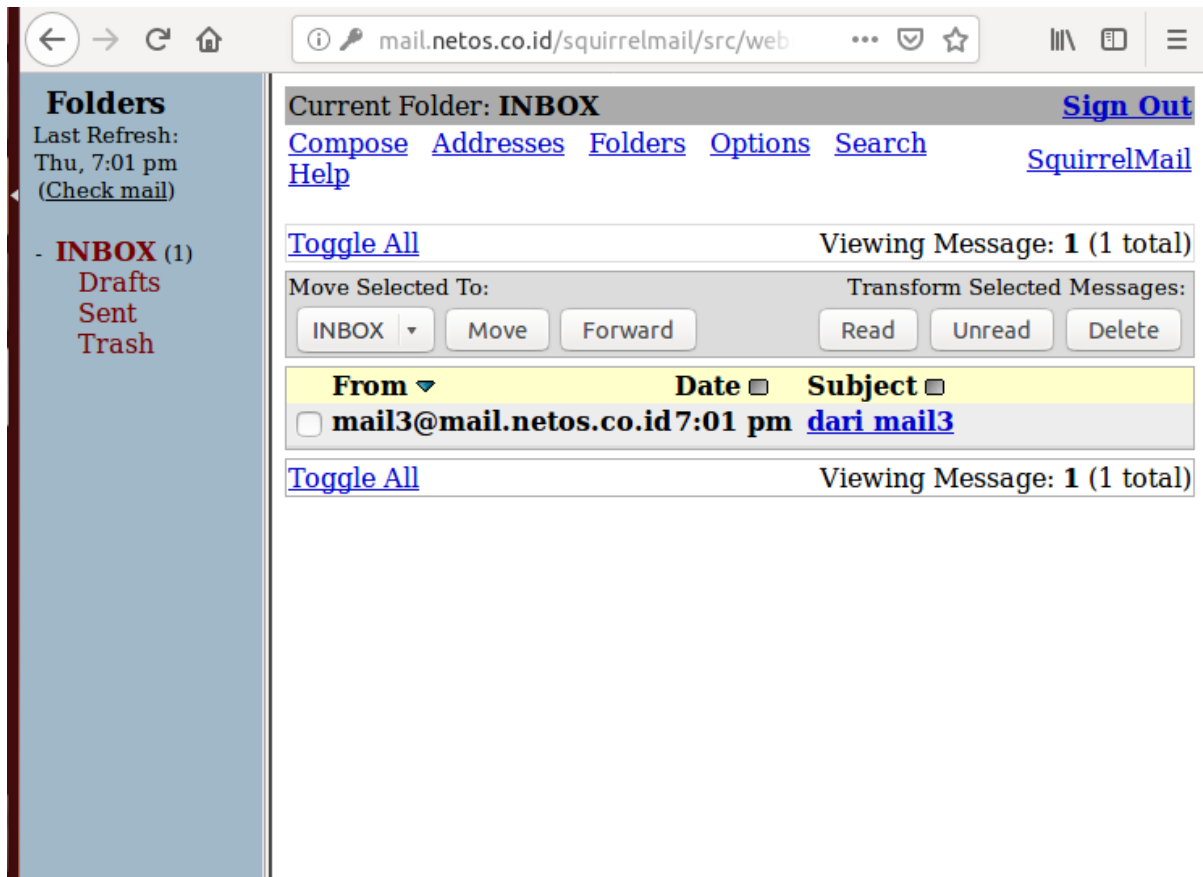 mail.netos.co.id/squirrelmail/src/web
Folders
Last Refresh:
Thu, 7:01 pm
(Check mail)
- INBOX (1)
Drafts
Sent
Trash
Current Folder: INBOX Sign Out
Compose Addresses Folders Options Search
Help SquirrelMail
Toggle All Viewing Message: 1 (1 total)
Move Selected To: Transform Selected Messages:
INBOX Move Forward Read Unread Delete
From Date Subject
mail3@mail.netos.co.id 7:01 pm dari mail3
Toggle All Viewing Message: 1 (1 total)